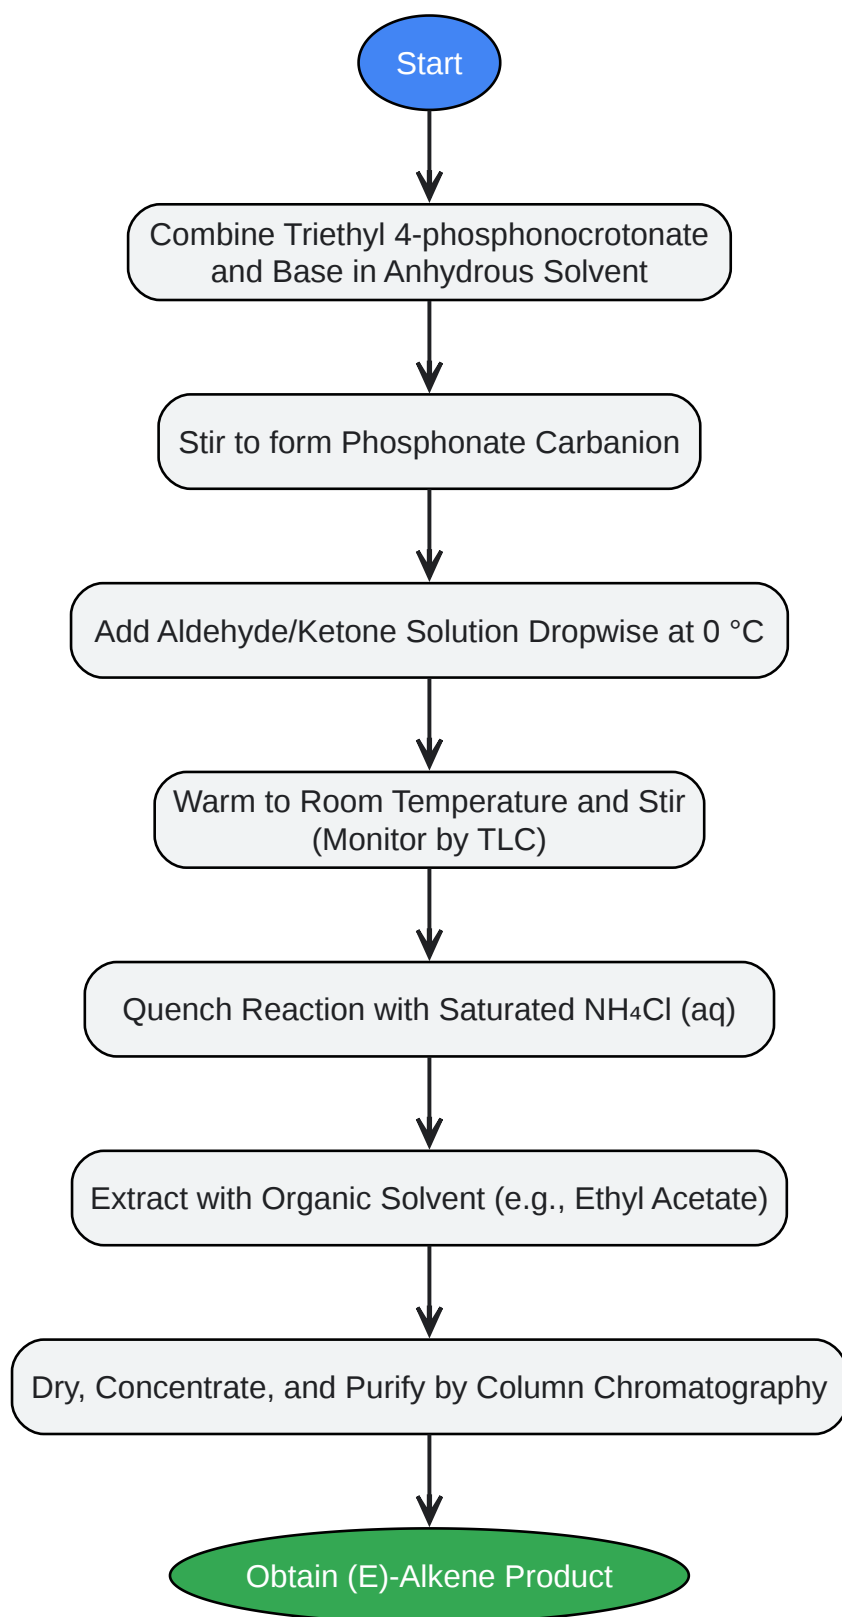 Start
Combine Triethyl 4-phosphonocrotonate
and Base in Anhydrous Solvent
Stir to form Phosphonate Carbanion
Add Aldehyde/Ketone Solution Dropwise at 0 °C
Warm to Room Temperature and Stir
(Monitor by TLC)
Quench Reaction with Saturated NH₄Cl (aq)
Extract with Organic Solvent (e.g., Ethyl Acetate)
Dry, Concentrate, and Purify by Column Chromatography
Obtain (E)-Alkene Product